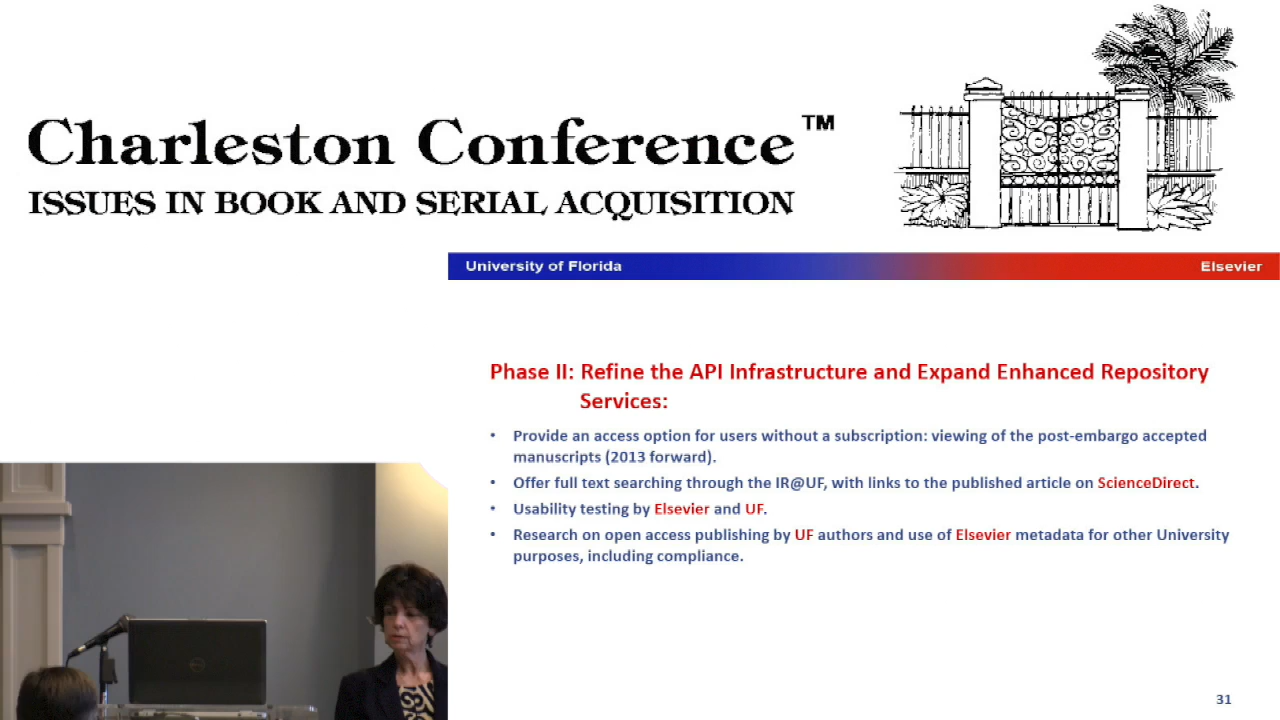 Charleston Conference™
ISSUES IN BOOK AND SERIAL ACQUISITION
University of Florida
Elsevier
Phase II: Refine the API Infrastructure and Expand Enhanced Repository
Services:
• Provide an access option for users without a subscription: viewing of the post-embargo accepted
manuscripts (2013 forward).
• Offer full text searching through the IR@UF, with links to the published article on ScienceDirect.
• Usability testing by Elsevier and UF.
• Research on open access publishing by UF authors and use of Elsevier metadata for other University
purposes, including compliance.
31